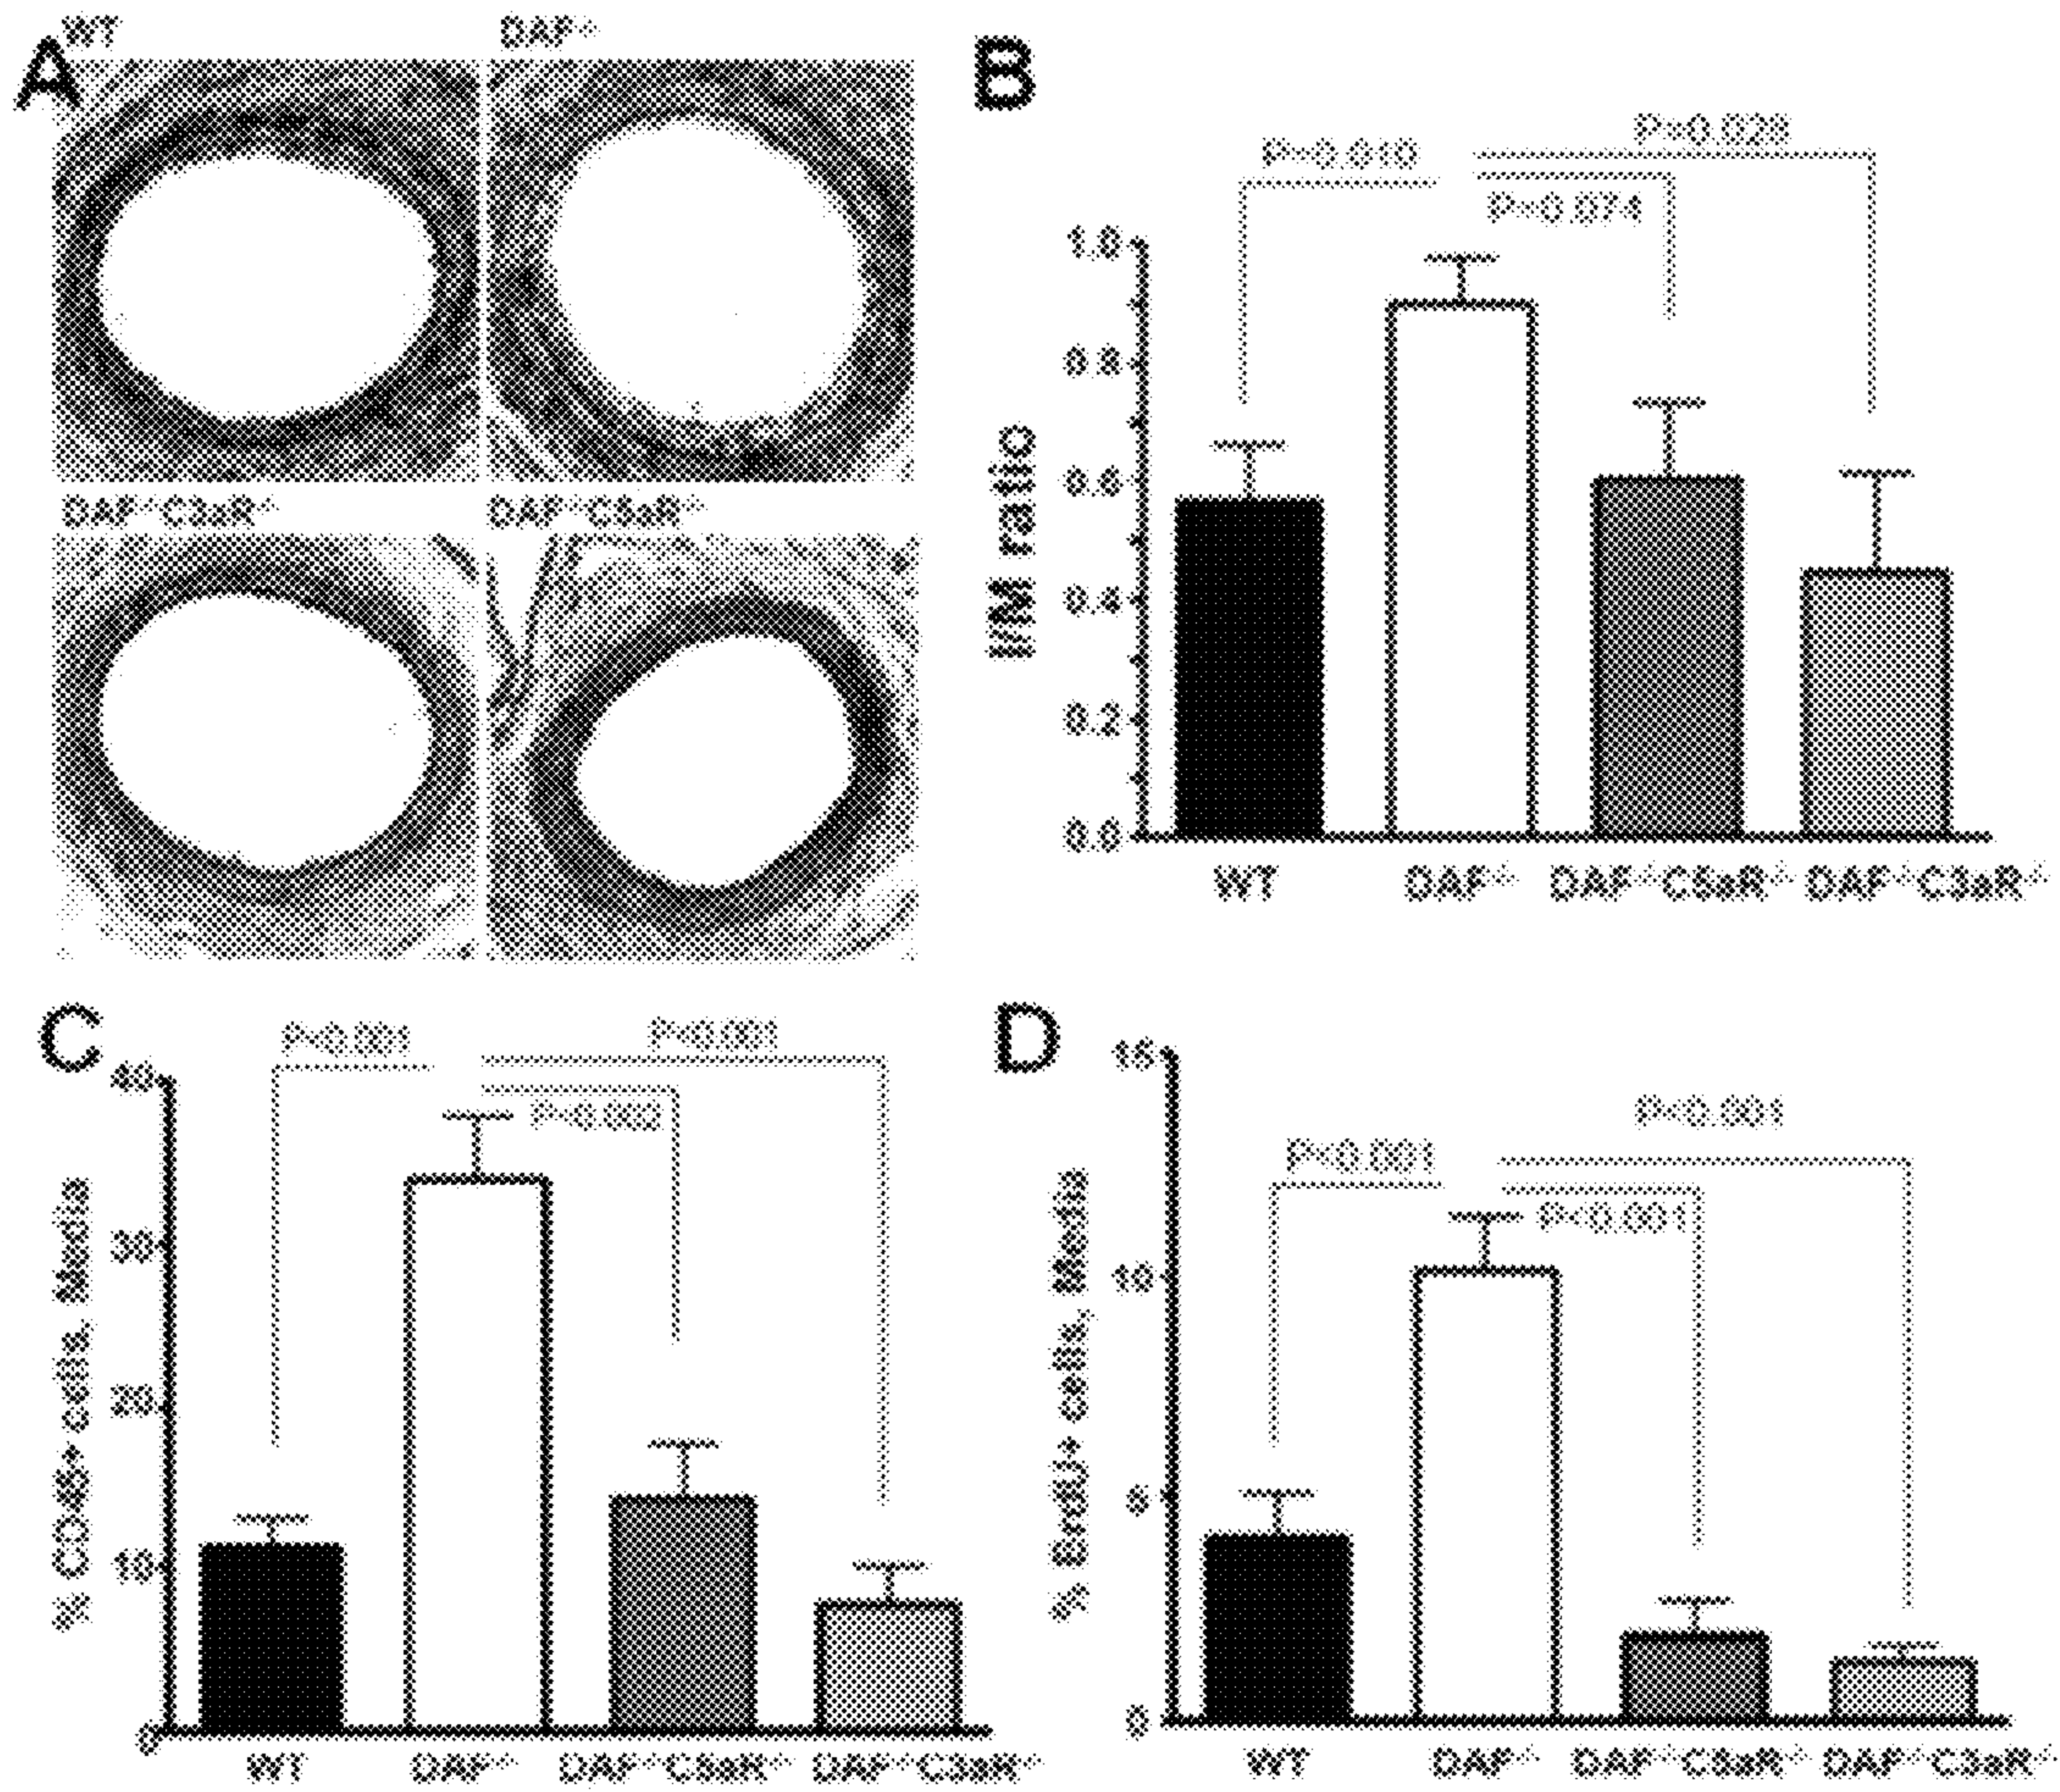 A
WT
DAF-/-
DAF-/-C3aR-/-
DAF-/-C5aR-/-
B
P=0.010
P=0.028
P=0.074
I/M ratio
1.0
0.8
0.6
0.4
0.2
0.0
WT
DAF-/-
DAF-/-C5aR-/-
DAF-/-C3aR-/-
C
P<0.001
P<0.001
P<0.002
% CD45+ cells, Media
40
30
20
10
0
WT
DAF-/-
DAF-/-C5aR-/-
DAF-/-C3aR-/-
D
P<0.001
P<0.001
P<0.001
% BrdU+ cells, Media
15
10
5
0
WT
DAF-/-
DAF-/-C5aR-/-
DAF-/-C3aR-/-